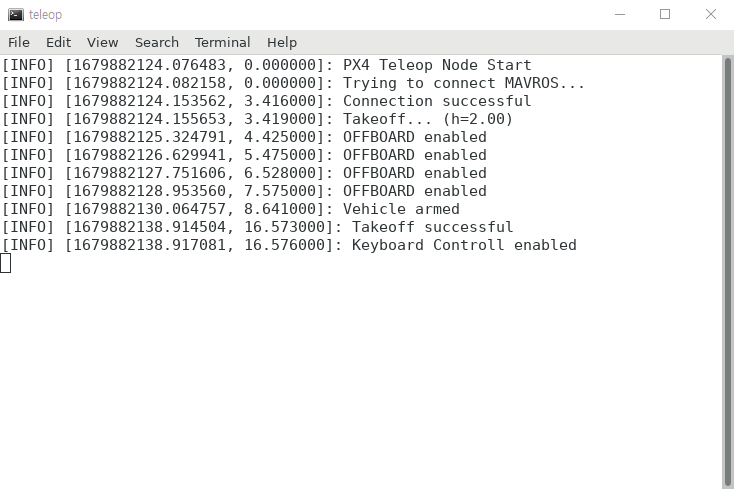 teleop
File Edit View Search Terminal Help
[INFO] [1679882124.076483, 0.000000]: PX4 Teleop Node Start
[INFO] [1679882124.082158, 0.000000]: Trying to connect MAVROS...
[INFO] [1679882124.153562, 3.416000]: Connection successful
[INFO] [1679882124.155653, 3.419000]: Takeoff... (h=2.00)
[INFO] [1679882125.324791, 4.425000]: OFFBOARD enabled
[INFO] [1679882126.629941, 5.475000]: OFFBOARD enabled
[INFO] [1679882127.751606, 6.528000]: OFFBOARD enabled
[INFO] [1679882128.953560, 7.575000]: OFFBOARD enabled
[INFO] [1679882130.064757, 8.641000]: Vehicle armed
[INFO] [1679882138.914504, 16.573000]: Takeoff successful
[INFO] [1679882138.917081, 16.576000]: Keyboard Controll enabled